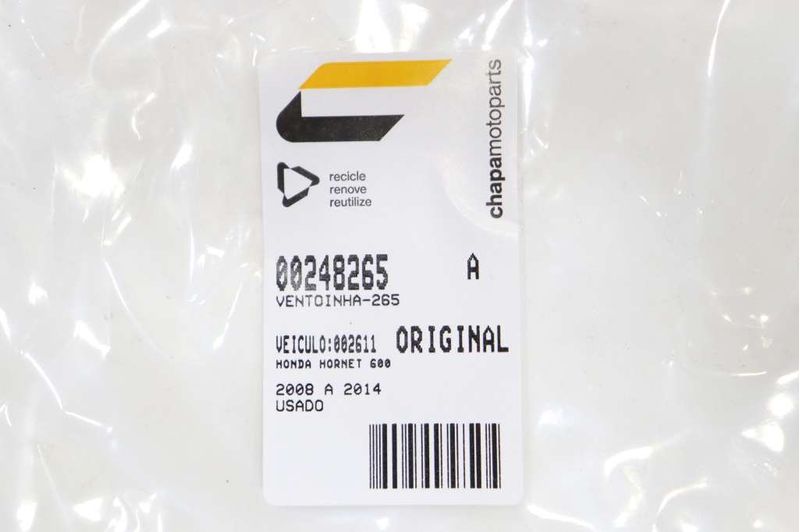 chapamotoparts
recicle
renove
reutilize
00248265 A
VENTOINHA-265
VEICULO:002611 ORIGINAL
HONDA HORNET 600
2008 A 2014
USADO